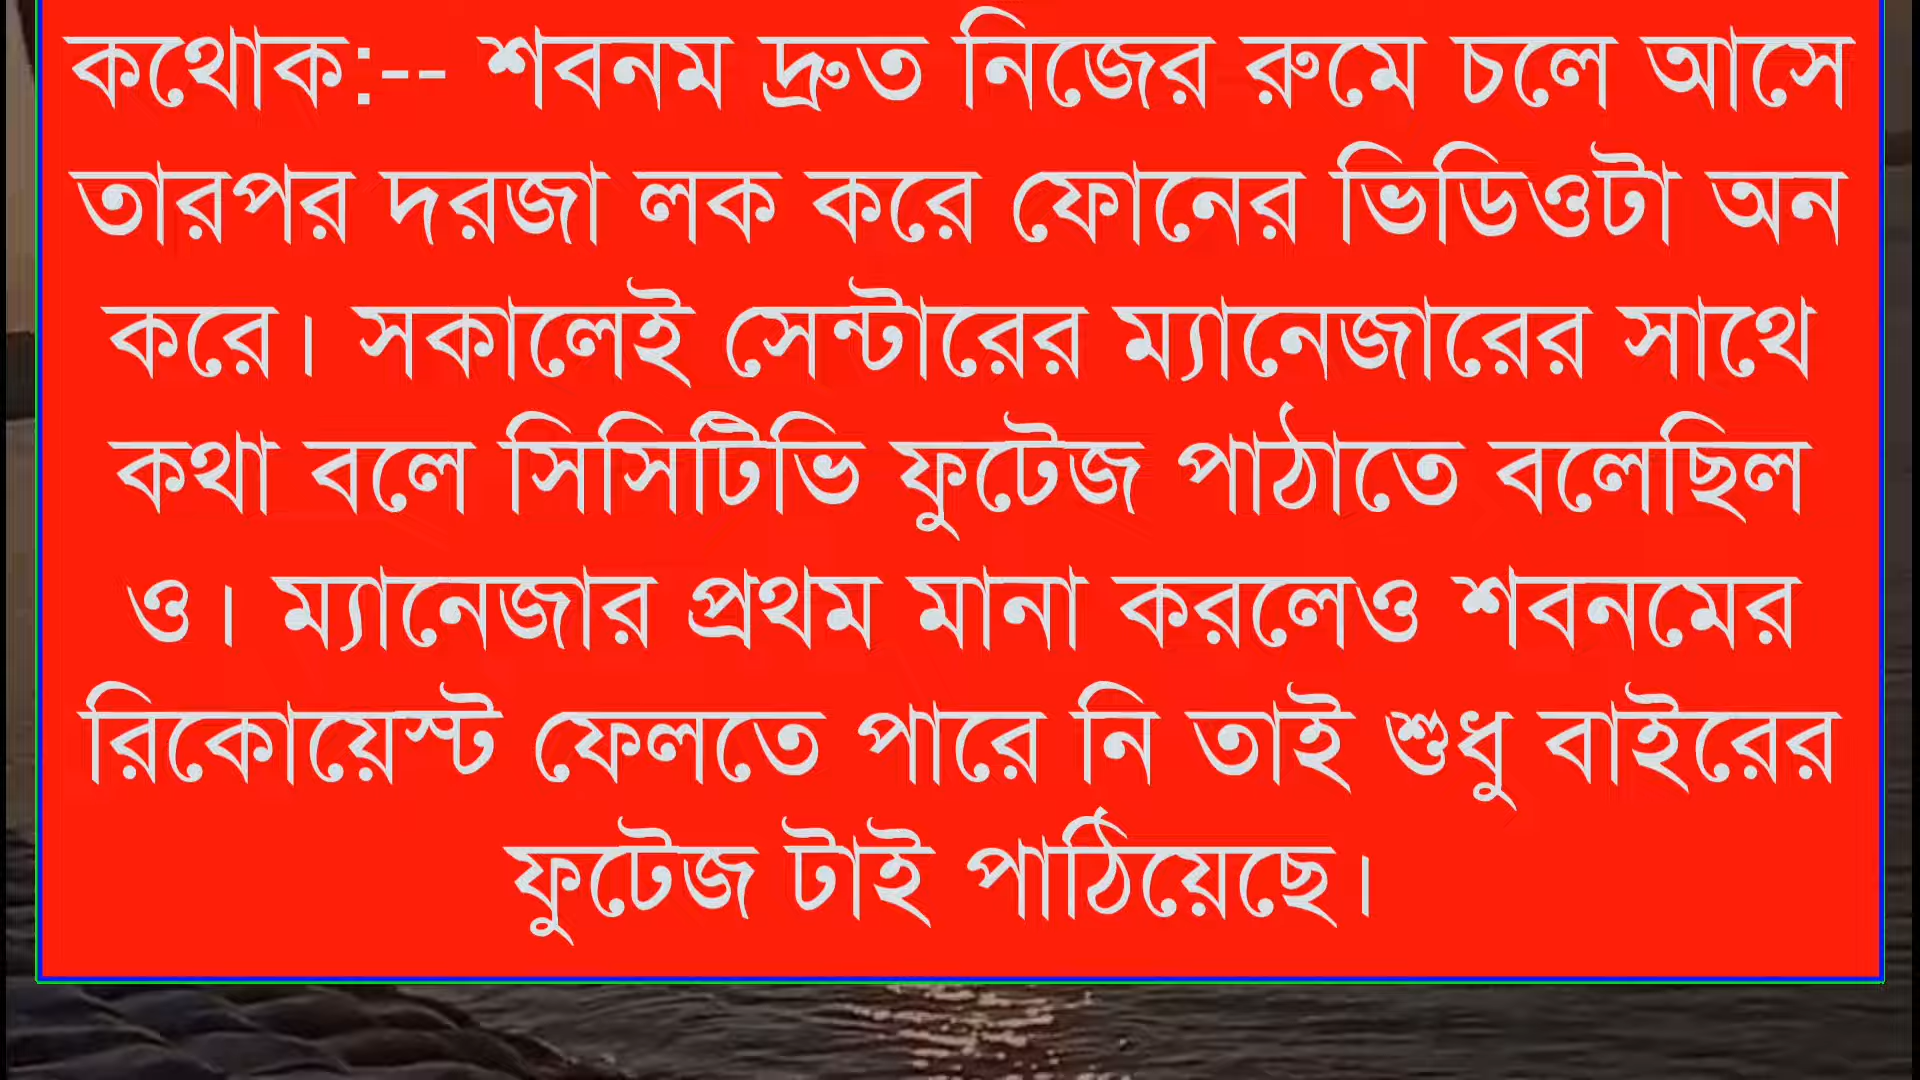 কথোক:-- শবনম দ্রুত নিজের রুমে চলে আসে
তারপর দরজা লক করে ফোনের ভিডিওটা অন
করে। সকালেই সেন্টারের ম্যানেজারের সাথে
কথা বলে সিসিটিভি ফুটেজ পাঠাতে বলেছিল
ও। ম্যানেজার প্রথম মানা করলেও শবনমের
রিকোয়েস্ট ফেলতে পারে নি তাই শুধু বাইরের
ফুটেজ টাই পাঠিয়েছে।